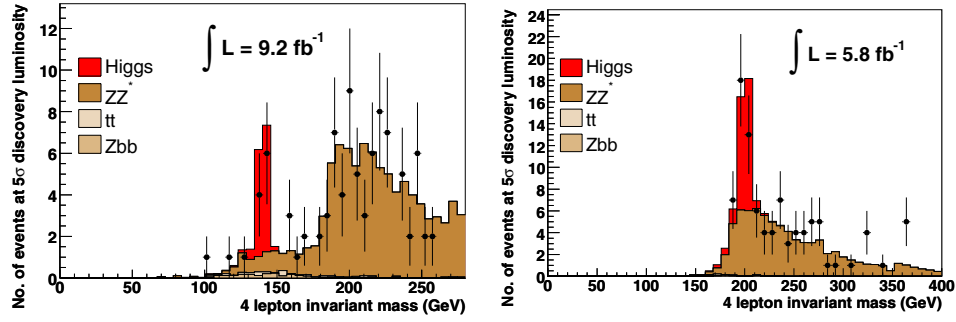 No. of events at 5σ discovery luminosity
12
10
8
6
4
2
0
∫ L = 9.2 fb⁻¹
Higgs
ZZ*
tt
Zbb
0 50 100 150 200 250
4 lepton invariant mass (GeV)
No. of events at 5σ discovery luminosity
24
22
20
18
16
14
12
10
8
6
4
2
0
∫ L = 5.8 fb⁻¹
Higgs
ZZ*
tt
Zbb
0 50 100 150 200 250 300 350 400
4 lepton invariant mass (GeV)